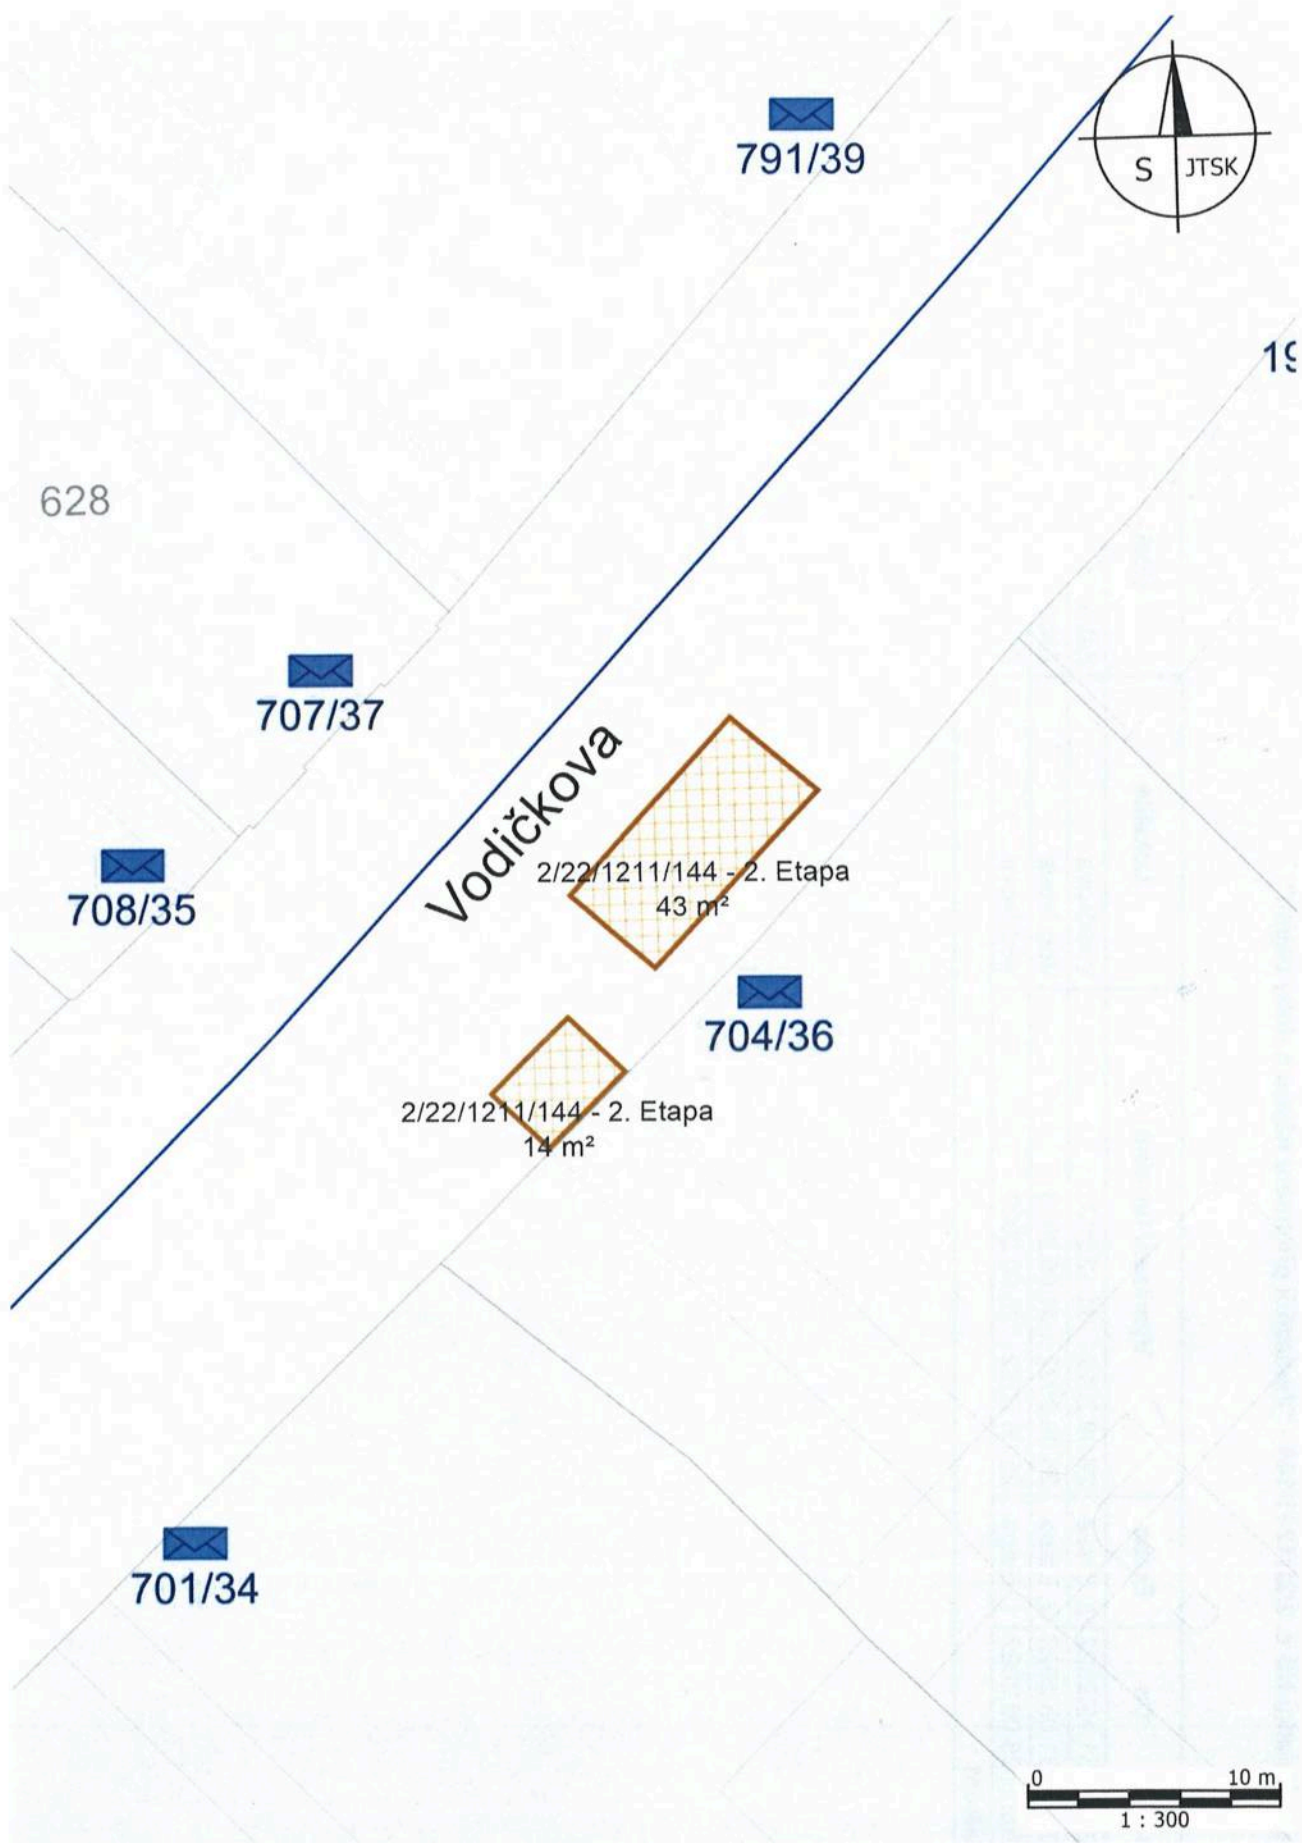 791/39
S JTSK
19
628
707/37
Vodičkova
708/35
2/22/1211/144 - 2. Etapa
43 m²
704/36
2/22/1211/144 - 2. Etapa
14 m²
701/34
0 10 m
1 : 300